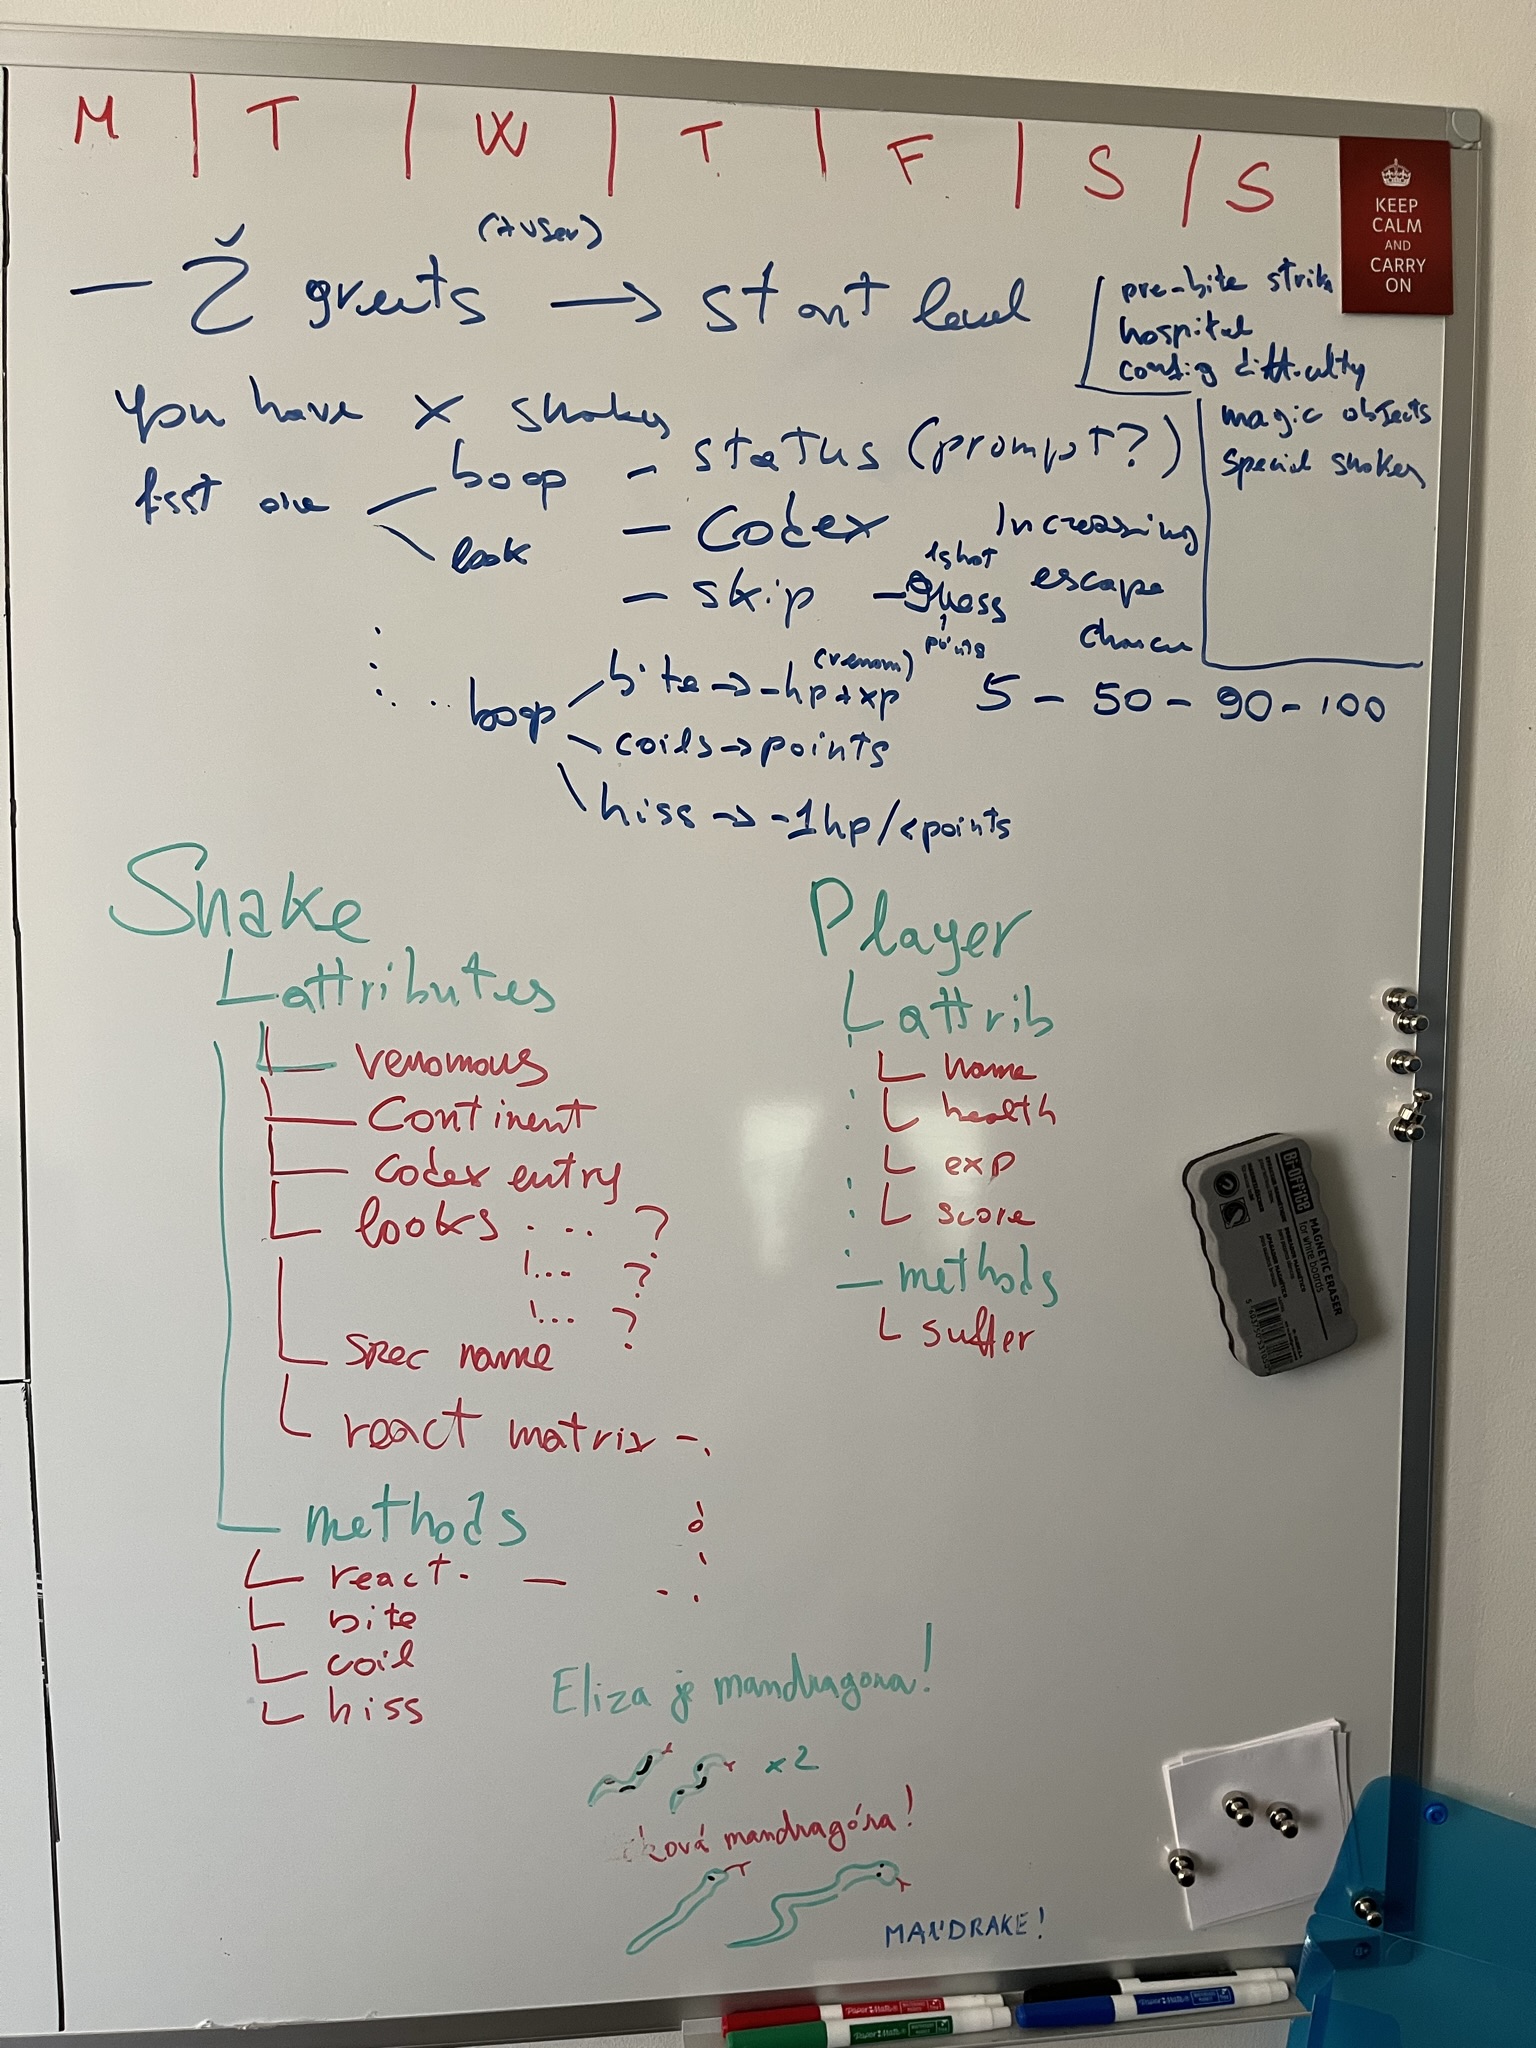 M | T | W | T | F | S | S
KEEP
CALM
AND
CARRY
ON
(+user)
— Ž greets → start level
pre-bite strike
hospital
config difficulty
magic objects
special snakes
you have X snakes
first one
boop
look
- status (prompt?)
- Codex
- skip
- guess
1shot
points
Increasing
escape
chance
5 - 50 - 90 - 100
boop
bite → -hp + xp
(venom)
coils → points
hiss → -1hp/<points
Snake
attributes
venomous
Continent
codex entry
looks ... ?
!... ?
!... ?
spec name
react matrix
methods
react
bite
coil
hiss
Player
attrib
name
health
exp
score
methods
suffer
Eliza je mandragora!
x2
mandragóra!
MANDRAKE!
Bi-OFFICE
MAGNETIC ERASER
for white boards